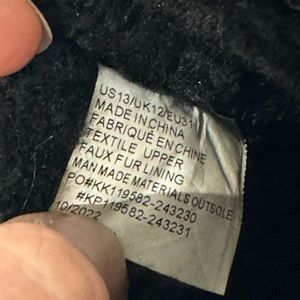 US13/UK12/EU31
MADE IN CHINA
FABRIQUÉ EN CHINE
TEXTILE UPPER
FAUX FUR LINING
MAN MADE MATERIALS OUTSOLE
PO#KK119582-243230
#KP119582-243231
10/2022